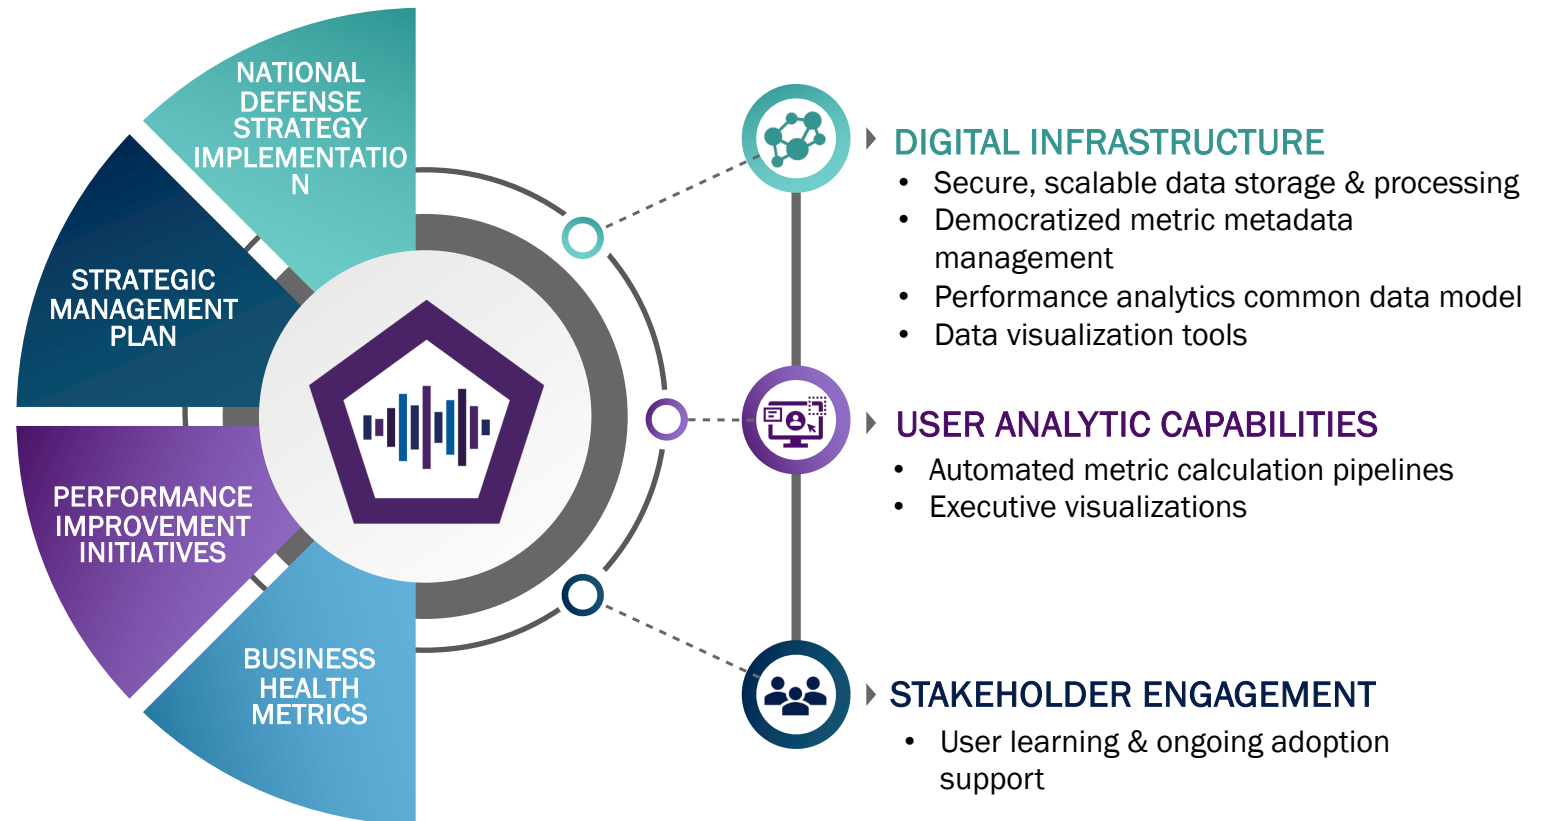 NATIONAL
DEFENSE
STRATEGY
IMPLEMENTATIO
N
STRATEGIC
MANAGEMENT
PLAN
PERFORMANCE
IMPROVEMENT
INITIATIVES
BUSINESS
HEALTH
METRICS
DIGITAL INFRASTRUCTURE
• Secure, scalable data storage & processing
• Democratized metric metadata
management
• Performance analytics common data model
• Data visualization tools
USER ANALYTIC CAPABILITIES
• Automated metric calculation pipelines
• Executive visualizations
STAKEHOLDER ENGAGEMENT
• User learning & ongoing adoption
support